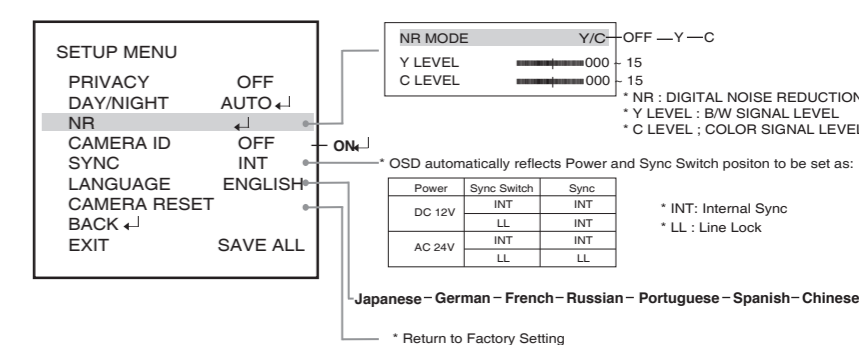 SETUP MENU
PRIVACY OFF
DAY/NIGHT AUTO↵
NR ↵
CAMERA ID OFF — ON↵
SYNC INT
LANGUAGE ENGLISH
CAMERA RESET
BACK ↵
EXIT SAVE ALL
NR MODE Y/C—OFF —Y —C
Y LEVEL 000 ~ 15
C LEVEL 000 ~ 15
* NR : DIGITAL NOISE REDUCTION
* Y LEVEL : B/W SIGNAL LEVEL
* C LEVEL ; COLOR SIGNAL LEVEL
* OSD automatically reflects Power and Sync Switch positon to be set as:
Power Sync Switch Sync
DC 12V INT INT
LL INT
AC 24V INT INT
LL LL
* INT: Internal Sync
* LL : Line Lock
Japanese – German – French – Russian – Portuguese – Spanish – Chinese
* Return to Factory Setting